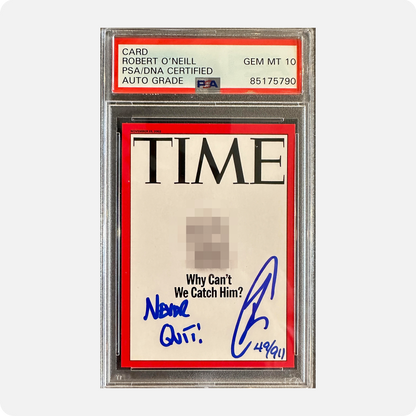 CARD
ROBERT O'NEILL GEM MT 10
PSA/DNA CERTIFIED
AUTO GRADE PSA 85175790
TIME
Why Can't
We Catch Him?
NEVER
QUIT!
49/911